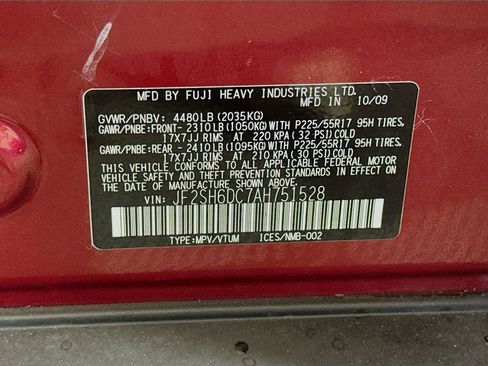 MFD BY FUJI HEAVY INDUSTRIES LTD.
MFD IN 10/09
GVWR/PNBV: 4480LB (2035KG)
GAWR/PNBE:FRONT- 2310LB (1050KG) WITH P225/55R17 95H TIRES,
17X7JJ RIMS AT 220 KPA (32 PSI) COLD
GAWR/PNBE:REAR - 2410LB (1095KG) WITH P225/55R17 95H TIRES,
17X7JJ RIMS AT 210 KPA (30 PSI) COLD
THIS VEHICLE CONFORMS TO ALL APPLICABLE FEDERAL MOTOR
VEHICLE SAFETY, BUMPER, AND THEFT PREVENTION STANDARDS
IN EFFECT ON THE DATE OF MANUFACTURE SHOWN ABOVE.
VIN: JF2SH6DC7AH751528
TYPE:MPV/VTUM ICES/NMB-002